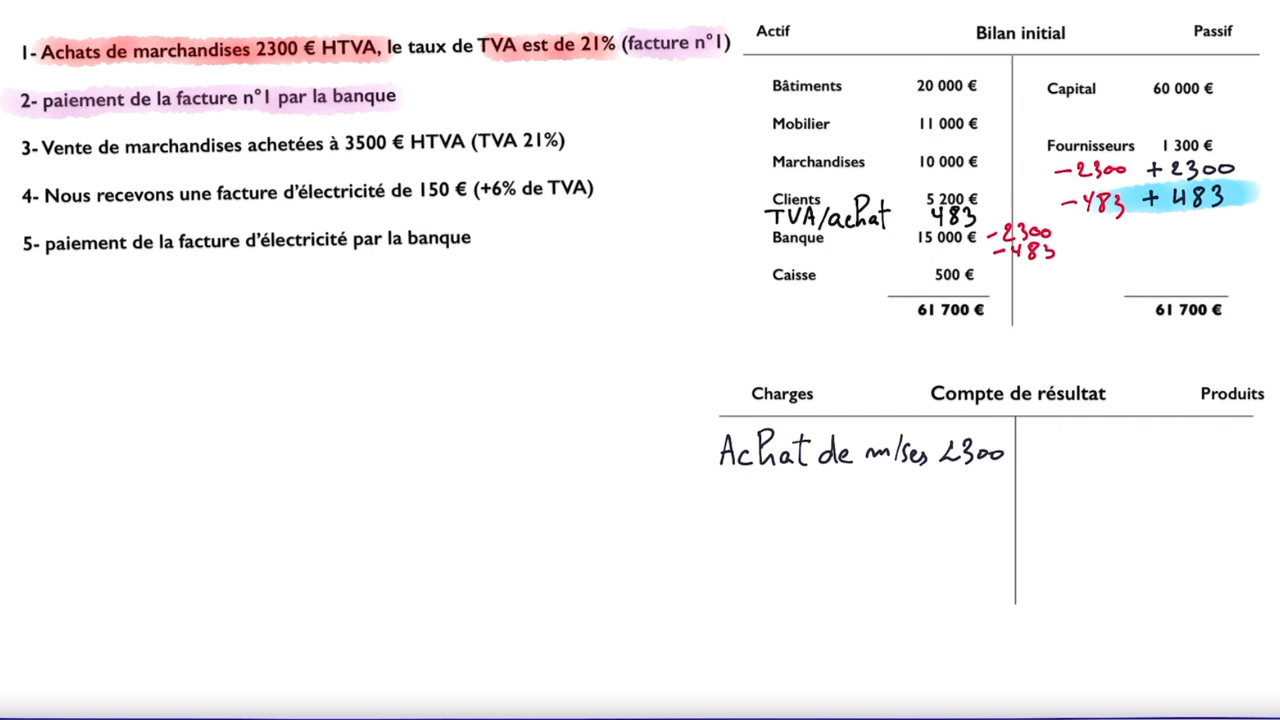 1- Achats de marchandises 2300 € HTVA, le taux de TVA est de 21% (facture n°1)
2- paiement de la facture n°1 par la banque
3- Vente de marchandises achetées à 3500 € HTVA (TVA 21%)
4- Nous recevons une facture d'électricité de 150 € (+6% de TVA)
5- paiement de la facture d'électricité par la banque
Actif Bilan initial Passif
Bâtiments 20 000 € Capital 60 000 €
Mobilier 11 000 €
Fournisseurs 1 300 €
Marchandises 10 000 € -2300 +2300
Clients 5 200 € -483 +483
TVA/achat 483
Banque 15 000 € -2300
-483
Caisse 500 €
61 700 € 61 700 €
Charges Compte de résultat Produits
Achat de m/ses 2300